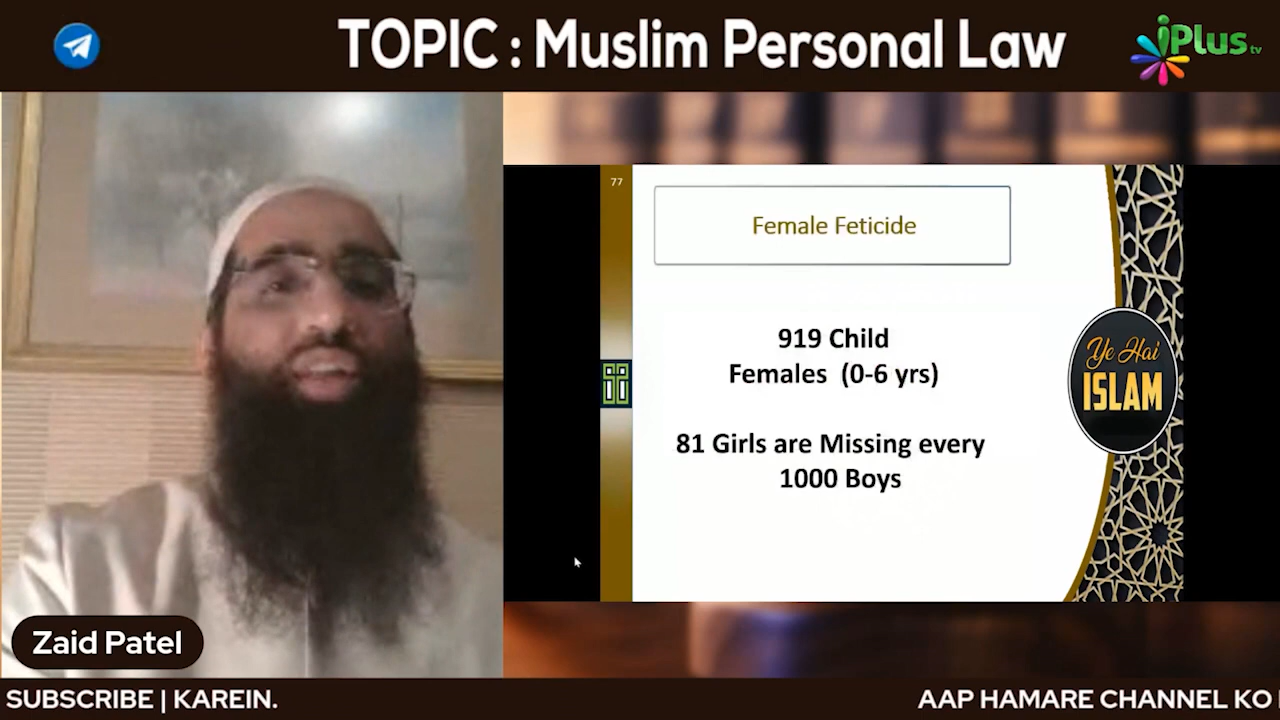 TOPIC : Muslim Personal Law
iPlus tv
77
Female Feticide
919 Child
Females (0-6 yrs)
81 Girls are Missing every
1000 Boys
Ye Hai
ISLAM
Zaid Patel
SUBSCRIBE | KAREIN.
AAP HAMARE CHANNEL KO